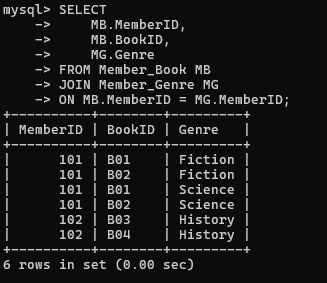 mysql> SELECT
    ->     MB.MemberID,
    ->     MB.BookID,
    ->     MG.Genre
    -> FROM Member_Book MB
    -> JOIN Member_Genre MG
    -> ON MB.MemberID = MG.MemberID;
+----------+--------+---------+
| MemberID | BookID | Genre   |
+----------+--------+---------+
|      101 | B01    | Fiction |
|      101 | B02    | Fiction |
|      101 | B01    | Science |
|      101 | B02    | Science |
|      102 | B03    | History |
|      102 | B04    | History |
+----------+--------+---------+
6 rows in set (0.00 sec)